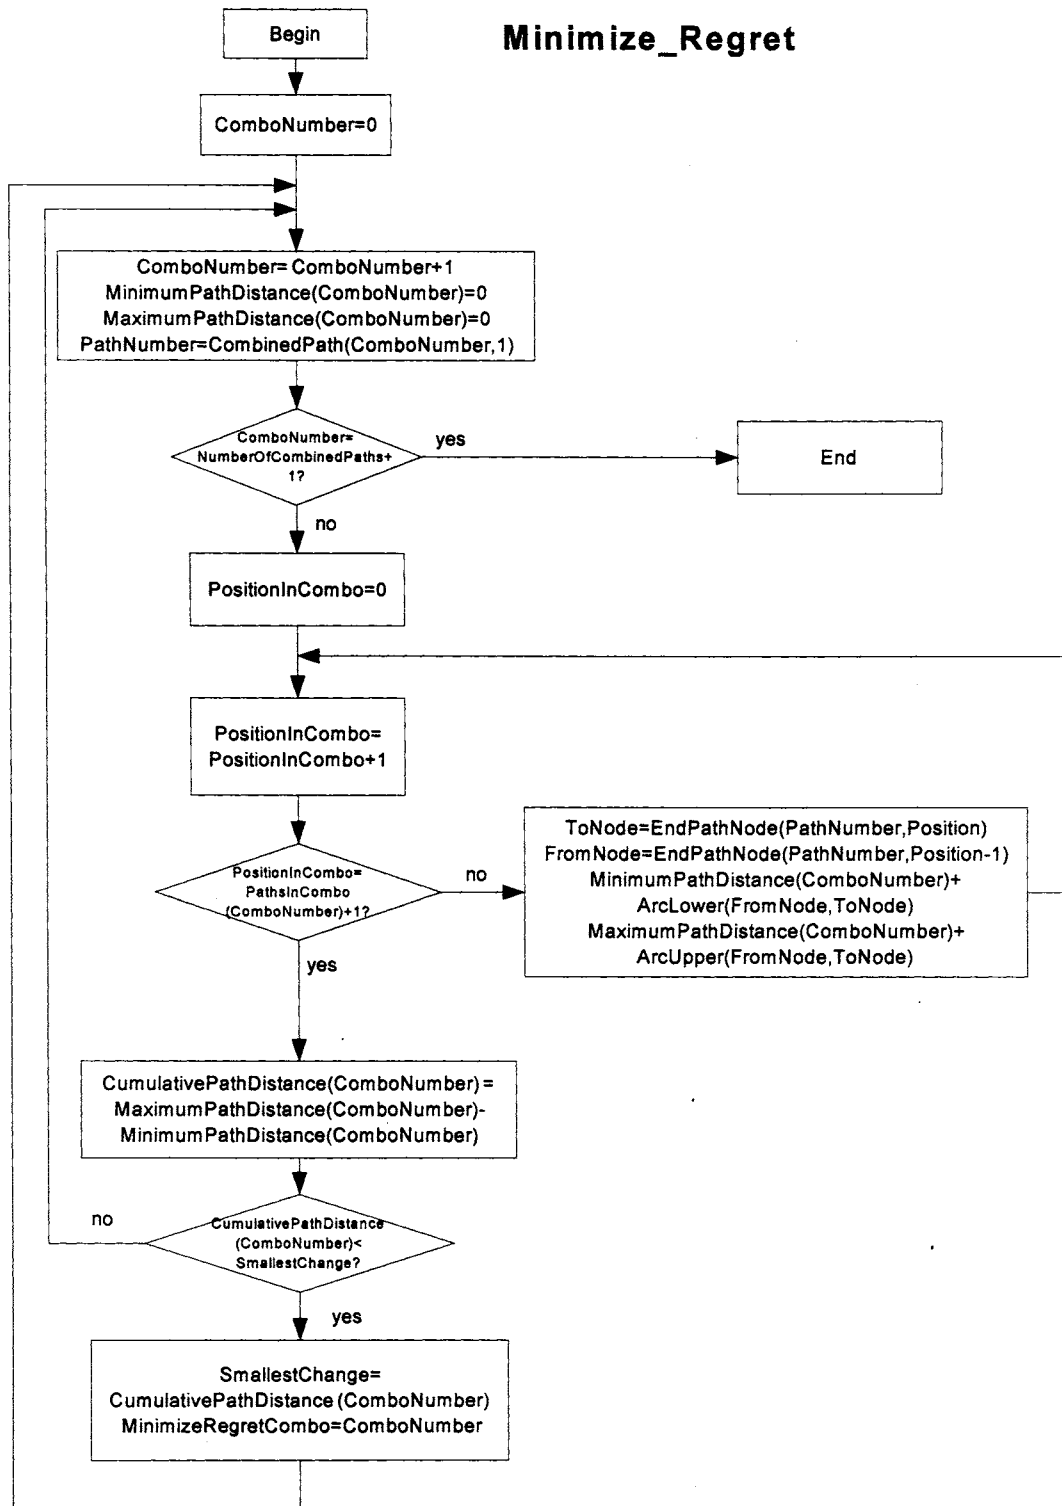 Minimize_Regret
Begin
ComboNumber=0
ComboNumber= ComboNumber+1
MinimumPathDistance(ComboNumber)=0
MaximumPathDistance(ComboNumber)=0
PathNumber=CombinedPath(ComboNumber,1)
ComboNumber=
NumberOfCombinedPaths+
1?
yes
End
no
PositionInCombo=0
PositionInCombo=
PositionInCombo+1
PositionInCombo=
PathsInCombo
(ComboNumber)+1?
no
ToNode=EndPathNode(PathNumber,Position)
FromNode=EndPathNode(PathNumber,Position-1)
MinimumPathDistance(ComboNumber)+
ArcLower(FromNode,ToNode)
MaximumPathDistance(ComboNumber)+
ArcUpper(FromNode,ToNode)
yes
CumulativePathDistance(ComboNumber)=
MaximumPathDistance(ComboNumber)-
MinimumPathDistance(ComboNumber)
no
CumulativePathDistance
(ComboNumber)<
SmallestChange?
yes
SmallestChange=
CumulativePathDistance(ComboNumber)
MinimizeRegretCombo=ComboNumber